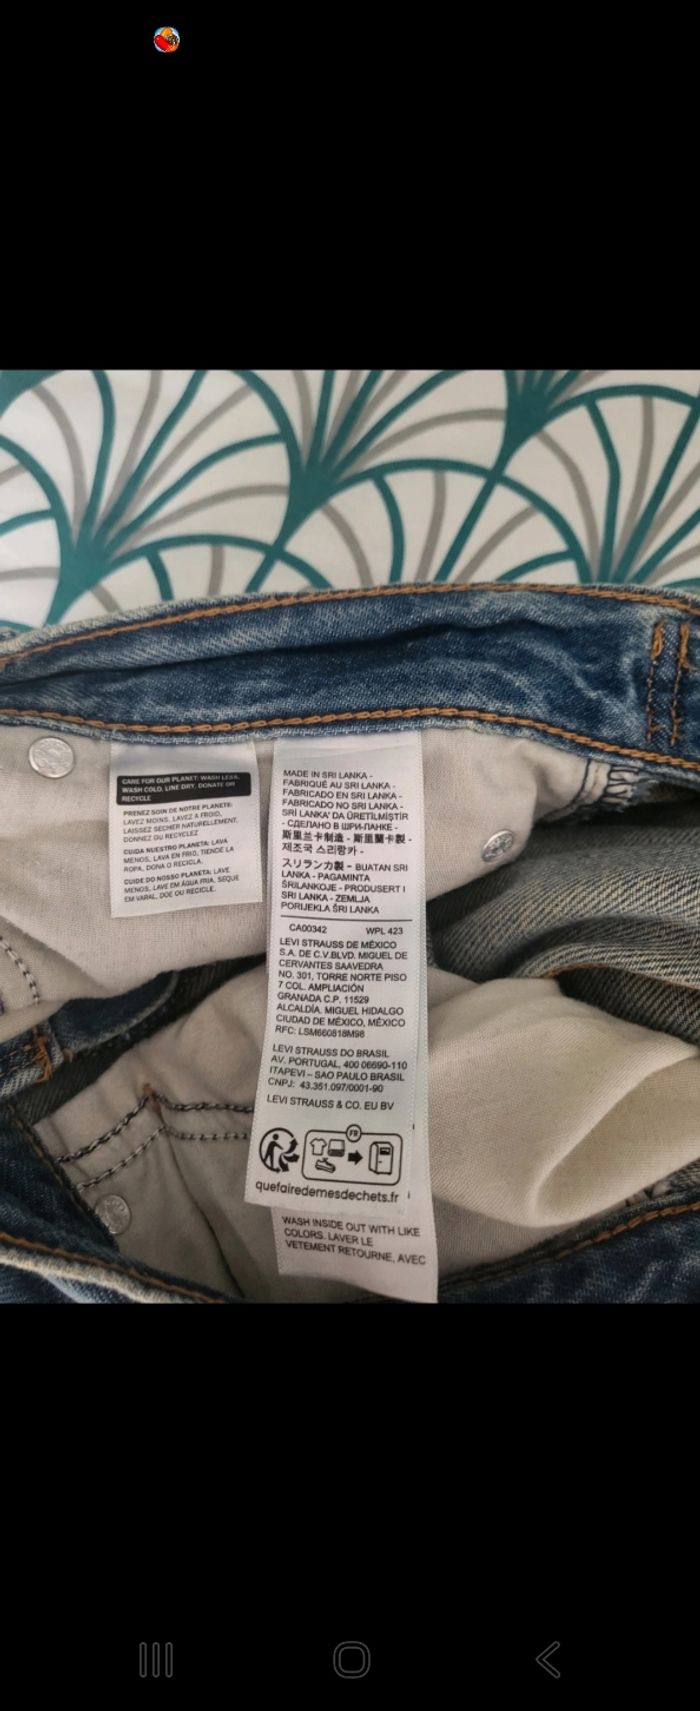 CARE FOR OUR PLANET: WASH LESS,
WASH COLD, LINE DRY, DONATE OR
RECYCLE
PRENEZ SOIN DE NOTRE PLANETE:
LAVEZ MOINS, LAVEZ A FROID,
LAISSEZ SECHER NATURELLEMENT,
DONNEZ OU RECYCLEZ
CUIDA NUESTRO PLANETA: LAVA
MENOS, LAVA EN FRIO, TIENDE LA
ROPA, DONA O RECICLA.
CUIDE DO NOSSO PLANETA: LAVE
MENOS, LAVE EM ÁGUA FRIA, SEQUE
EM VARAL, DOE OU RECICLE.
MADE IN SRI LANKA -
FABRIQUÉ AU SRI LANKA -
FABRICADO EN SRI LANKA -
FABRICADO NO SRI LANKA -
SRİ LANKA' DA ÜRETİLMİŞTİR
- СДЕЛАНО В ШРИ-ЛАНКЕ -
斯里兰卡制造 - 斯里蘭卡製 -
제조국 스리랑카 -
スリランカ製 - BUATAN SRI
LANKA - PAGAMINTA
ŠRILANKOJE - PRODUSERT I
SRI LANKA - ZEMLJA
PORIJEKLA ŠRI LANKA
CA00342 WPL 423
LEVI STRAUSS DE MÉXICO
S.A. DE C.V.BLVD. MIGUEL DE
CERVANTES SAAVEDRA
NO. 301, TORRE NORTE PISO
7 COL. AMPLIACIÓN
GRANADA C.P. 11529
ALCALDÍA. MIGUEL HIDALGO
CIUDAD DE MÉXICO, MÉXICO
RFC: LSM660818M98
LEVI STRAUSS DO BRASIL
AV. PORTUGAL, 400 06690-110
ITAPEVI – SAO PAULO BRASIL
CNPJ: 43.351.097/0001-90
LEVI STRAUSS & CO. EU BV
FR
quefairedemesdechets.fr
WASH INSIDE OUT WITH LIKE
COLORS. LAVER LE
VETEMENT RETOURNE, AVEC